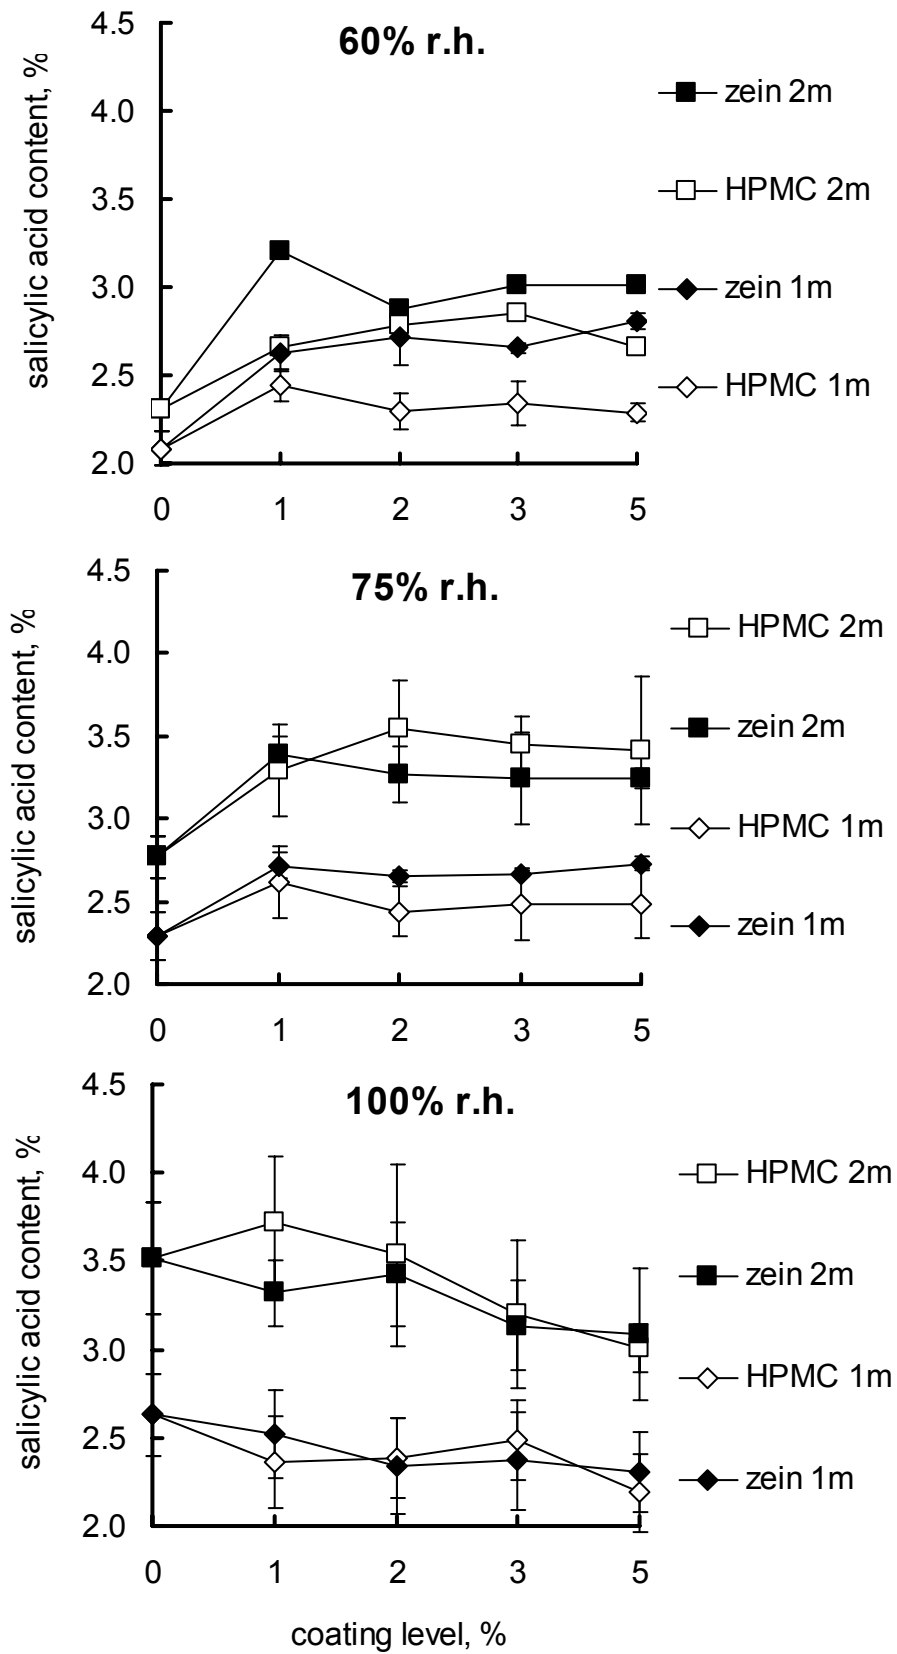 60% r.h.
salicylic acid content, %
4.5
4.0
3.5
3.0
2.5
2.0
0 1 2 3 5
zein 2m
HPMC 2m
zein 1m
HPMC 1m
75% r.h.
salicylic acid content, %
4.5
4.0
3.5
3.0
2.5
2.0
0 1 2 3 5
HPMC 2m
zein 2m
HPMC 1m
zein 1m
100% r.h.
salicylic acid content, %
4.5
4.0
3.5
3.0
2.5
2.0
0 1 2 3 5
HPMC 2m
zein 2m
HPMC 1m
zein 1m
coating level, %